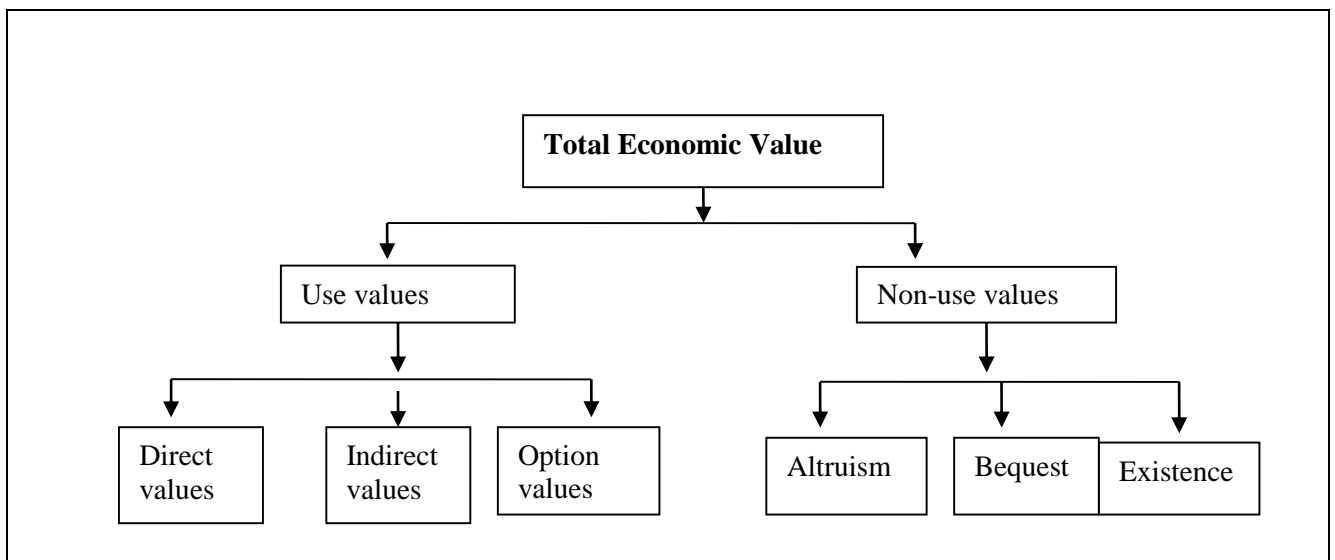 Total Economic Value
Use values
Non-use values
Direct
values
Indirect
values
Option
values
Altruism
Bequest
Existence